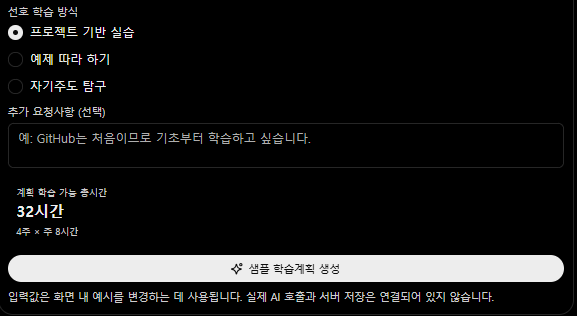 선호 학습 방식
프로젝트 기반 실습
예제 따라 하기
자기주도 탐구
추가 요청사항 (선택)
예: GitHub는 처음이므로 기초부터 학습하고 싶습니다.
계획 학습 가능 총시간
32시간
4주 × 주 8시간
샘플 학습계획 생성
입력값은 화면 내 예시를 변경하는 데 사용됩니다. 실제 AI 호출과 서버 저장은 연결되어 있지 않습니다.